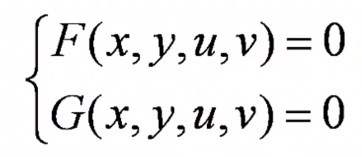 F(x, y, u, v) = 0
G(x, y, u, v) = 0